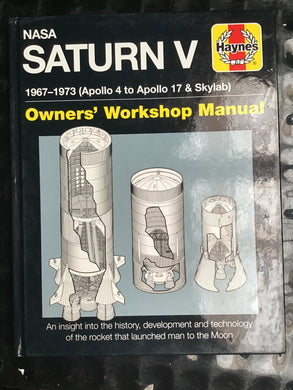 NASA
SATURN V
Haynes
1967–1973 (Apollo 4 to Apollo 17 & Skylab)
Owners' Workshop Manual
An insight into the history, development and technology
of the rocket that launched man to the Moon